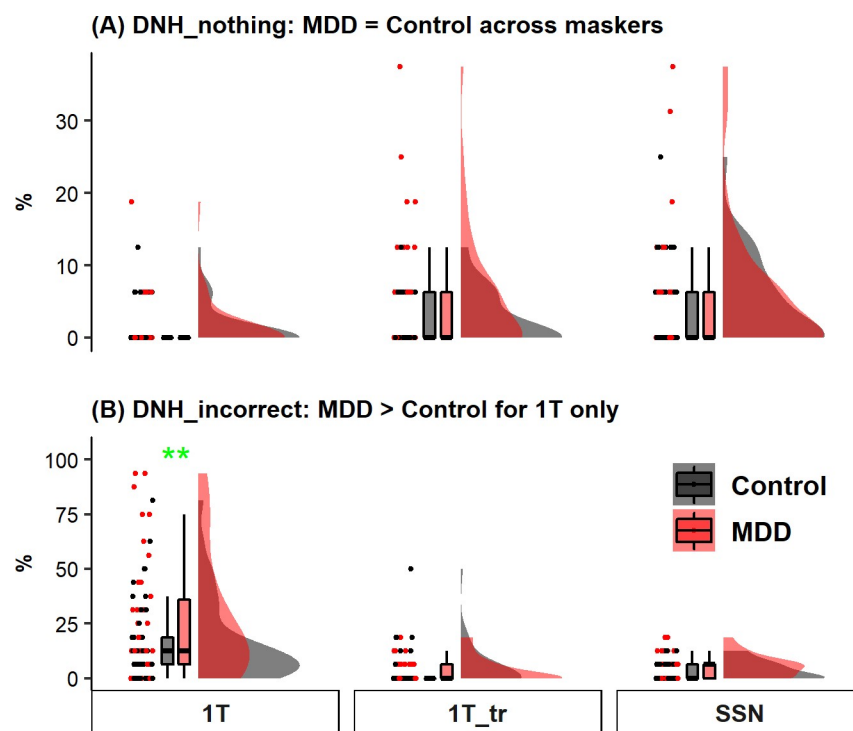 (A) DNH_nothing: MDD = Control across maskers
30
20
10
0
%
(B) DNH_incorrect: MDD > Control for 1T only
100
75
50
25
0
%
**
Control
MDD
1T
1T_tr
SSN